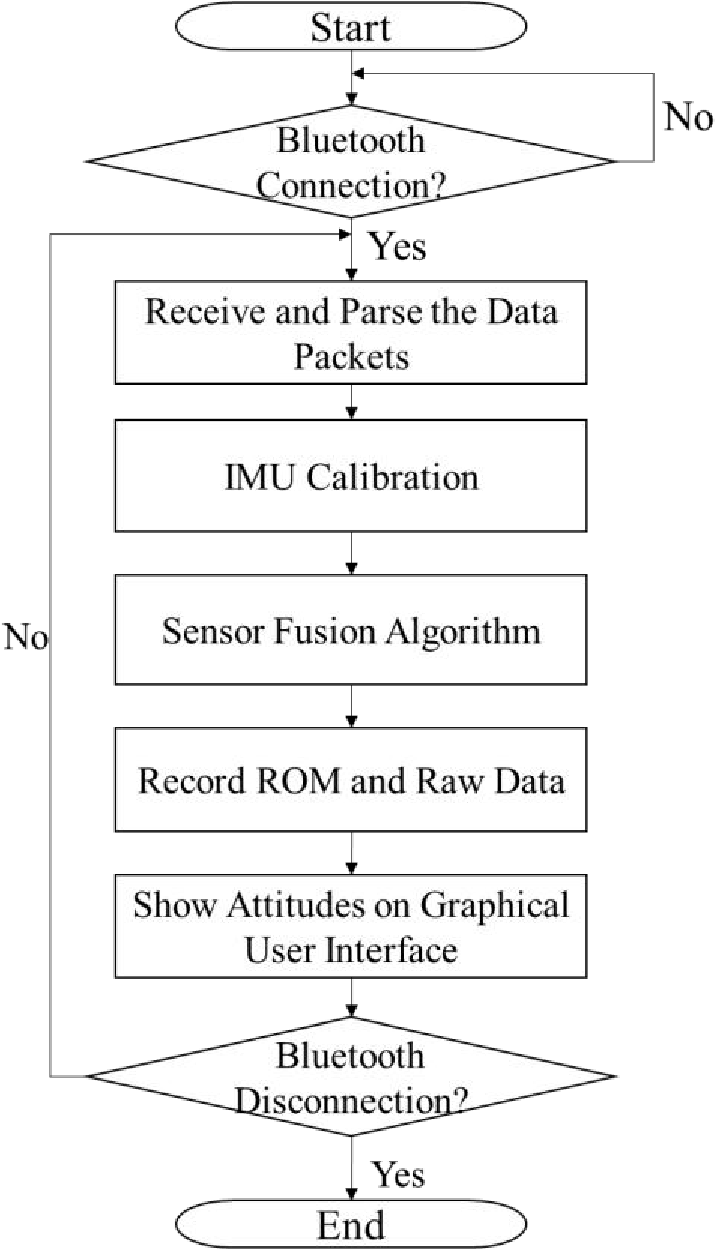 Start
No
Bluetooth
Connection?
Yes
Receive and Parse the Data
Packets
IMU Calibration
Sensor Fusion Algorithm
No
Record ROM and Raw Data
Show Attitudes on Graphical
User Interface
Bluetooth
Disconnection?
Yes
End